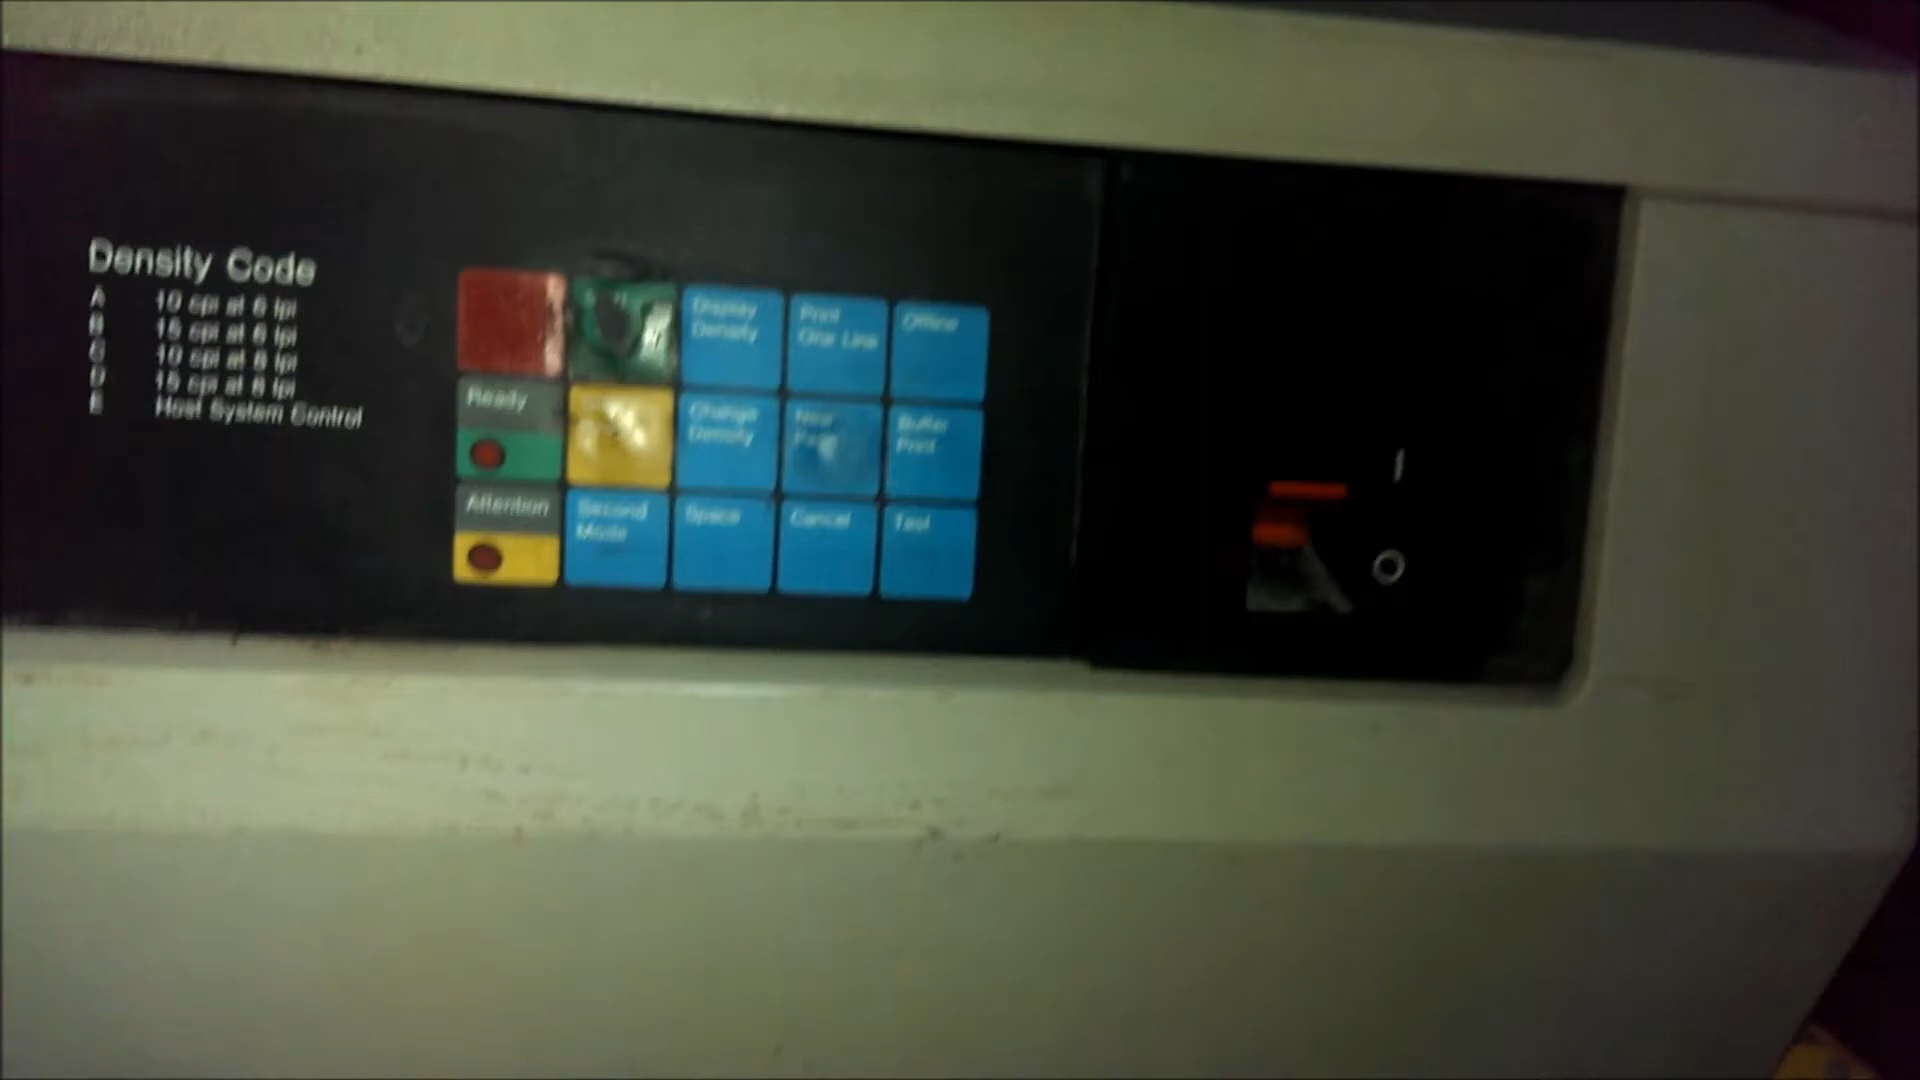 Density Code
A 10 cpi at 6 lpi
B 15 cpi at 6 lpi
C 10 cpi at 8 lpi
D 15 cpi at 8 lpi
E Host System Control
Display
Density
Print
One Line
Offline
Ready
Change
Density
New
Page
Buffer
Print
Attention
Second
Mode
Space
Cancel
Test
I
O